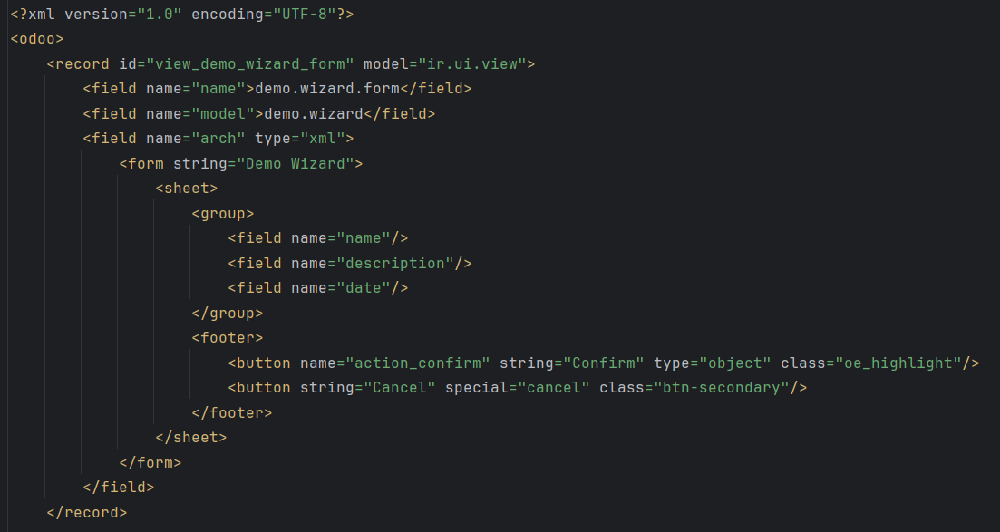 <?xml version="1.0" encoding="UTF-8"?>
<odoo>
    <record id="view_demo_wizard_form" model="ir.ui.view">
        <field name="name">demo.wizard.form</field>
        <field name="model">demo.wizard</field>
        <field name="arch" type="xml">
            <form string="Demo Wizard">
                <sheet>
                    <group>
                        <field name="name"/>
                        <field name="description"/>
                        <field name="date"/>
                    </group>
                    <footer>
                        <button name="action_confirm" string="Confirm" type="object" class="oe_highlight"/>
                        <button string="Cancel" special="cancel" class="btn-secondary"/>
                    </footer>
                </sheet>
            </form>
        </field>
    </record>